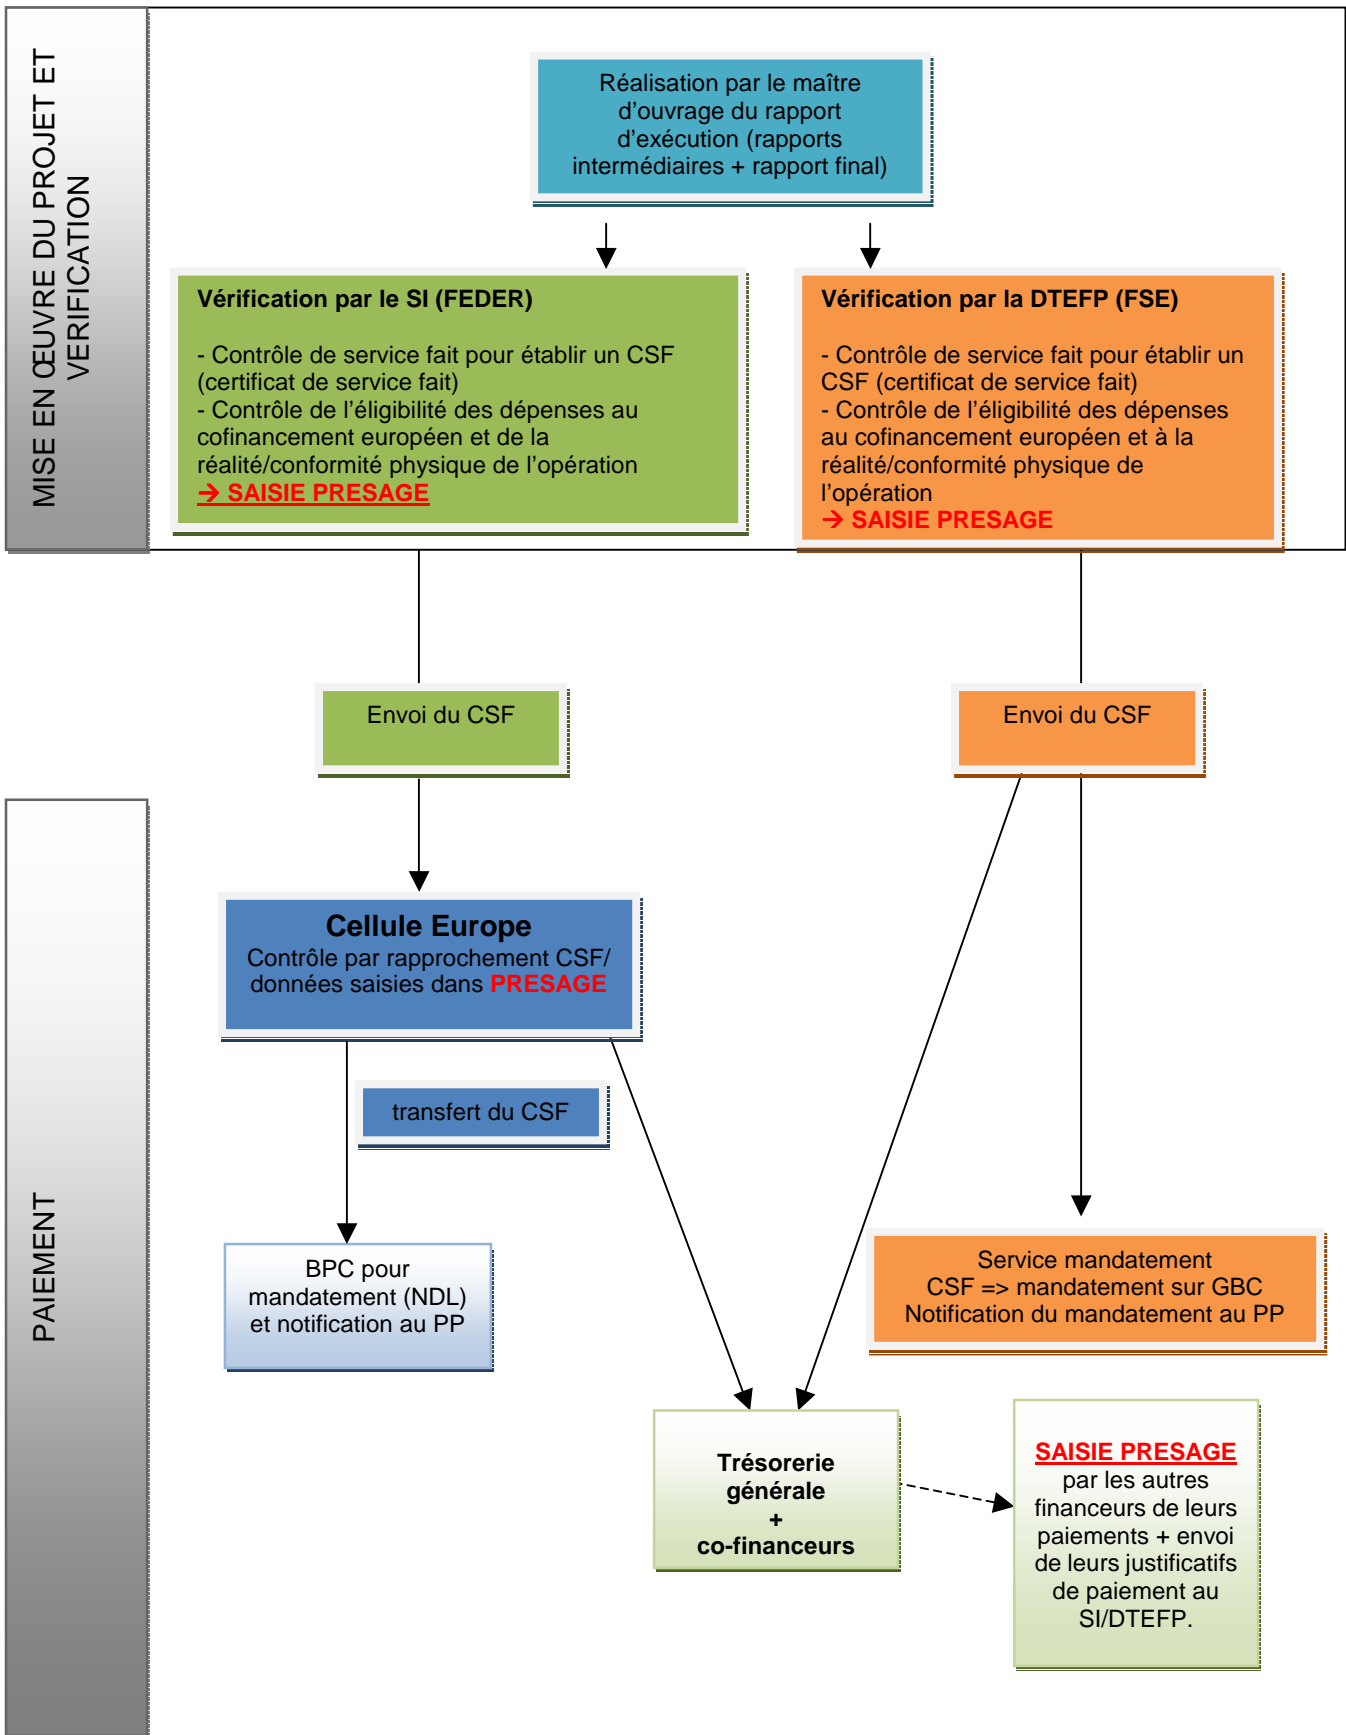 MISE EN ŒUVRE DU PROJET ET
VERIFICATION
Réalisation par le maître
d’ouvrage du rapport
d’exécution (rapports
intermédiaires + rapport final)
Vérification par le SI (FEDER)
- Contrôle de service fait pour établir un CSF
(certificat de service fait)
- Contrôle de l’éligibilité des dépenses au
cofinancement européen et de la
réalité/conformité physique de l’opération
→ SAISIE PRESAGE
Vérification par la DTEFP (FSE)
- Contrôle de service fait pour établir un
CSF (certificat de service fait)
- Contrôle de l’éligibilité des dépenses
au cofinancement européen et à la
réalité/conformité physique de
l’opération
→ SAISIE PRESAGE
Envoi du CSF
Envoi du CSF
PAIEMENT
Cellule Europe
Contrôle par rapprochement CSF/
données saisies dans PRESAGE
transfert du CSF
BPC pour
mandatement (NDL)
et notification au PP
Service mandatement
CSF => mandatement sur GBC
Notification du mandatement au PP
Trésorerie
générale
+
co-financeurs
SAISIE PRESAGE
par les autres
financeurs de leurs
paiements + envoi
de leurs justificatifs
de paiement au
SI/DTEFP.